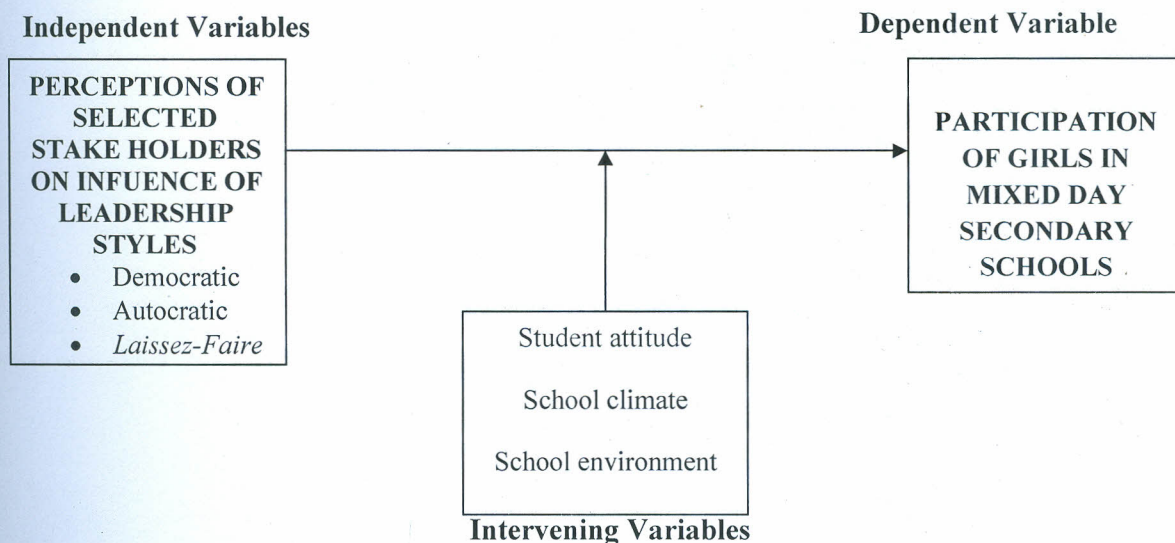 Independent Variables
Dependent Variable
PERCEPTIONS OF
SELECTED
STAKE HOLDERS
ON INFUENCE OF
LEADERSHIP
STYLES
• Democratic
• Autocratic
• Laissez-Faire
PARTICIPATION
OF GIRLS IN
MIXED DAY
SECONDARY
SCHOOLS
Student attitude
School climate
School environment
Intervening Variables